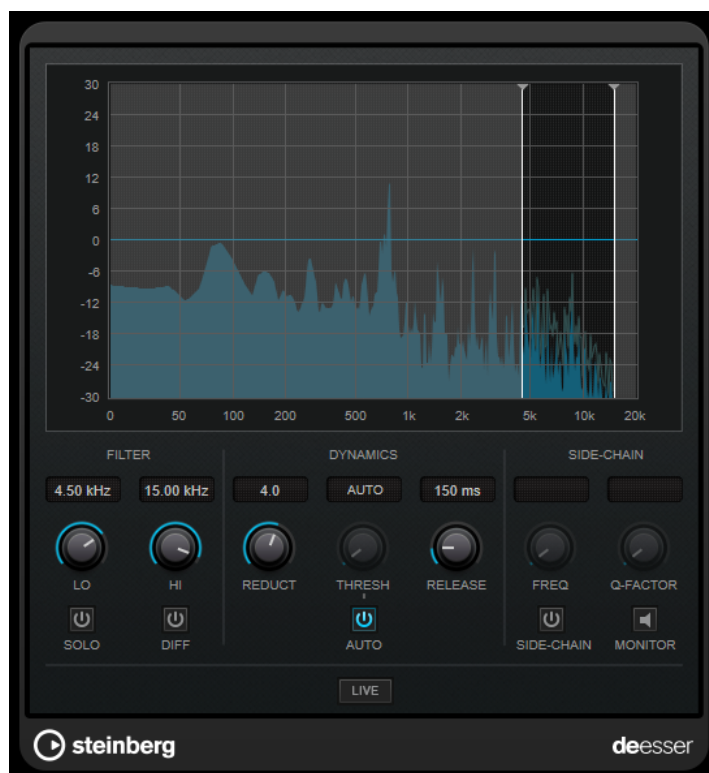 30
24
18
12
6
0
-6
-12
-18
-24
-30
0 50 100 200 500 1k 2k 5k 10k 20k
FILTER DYNAMICS SIDE-CHAIN
4.50 kHz 15.00 kHz 4.0 AUTO 150 ms
LO HI REDUCT THRESH RELEASE FREQ Q-FACTOR
SOLO DIFF AUTO SIDE-CHAIN MONITOR
LIVE
steinberg deesser